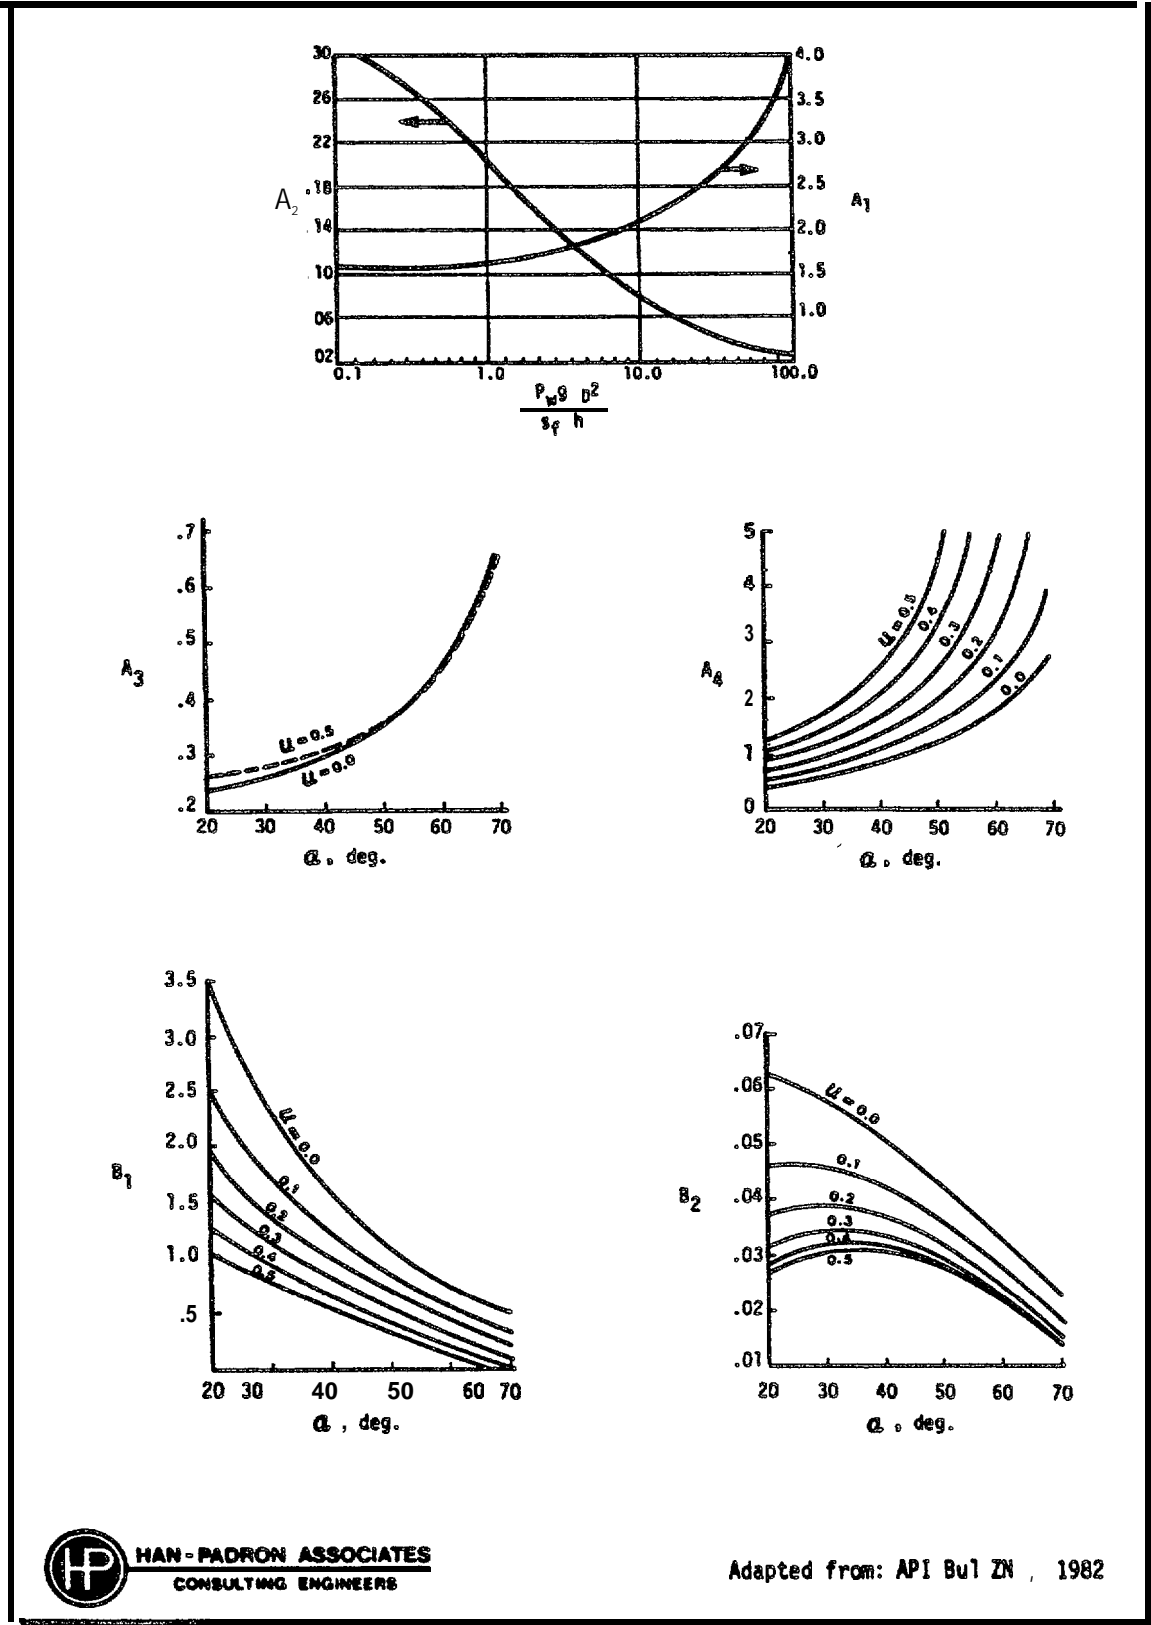 30 4.0
26 3.5
22 3.0
.18 2.5
A2 A1
.14 2.0
10 1.5
06 1.0
02
0.1 1.0 10.0 100.0
Pwg D²
sf h
.7
.6
.5
A3
.4
.3
.2
u = 0.5
u = 0.0
20 30 40 50 60 70
α, deg.
5
4
3
A4
2
1
0
u = 0.5 0.4 0.3 0.2 0.1 0.0
20 30 40 50 60 70
α, deg.
3.5
3.0
2.5
2.0
B1
1.5
1.0
.5
u = 0.0
0.1
0.2
0.3
0.4
0.5
20 30 40 50 60 70
α, deg.
.07
.06
.05
B2
.04
.03
.02
.01
u = 0.0
0.1
0.2
0.3
0.4
0.5
20 30 40 50 60 70
α, deg.
HP
HAN-PADRON ASSOCIATES
CONSULTING ENGINEERS
Adapted from: API Bul ZN , 1982